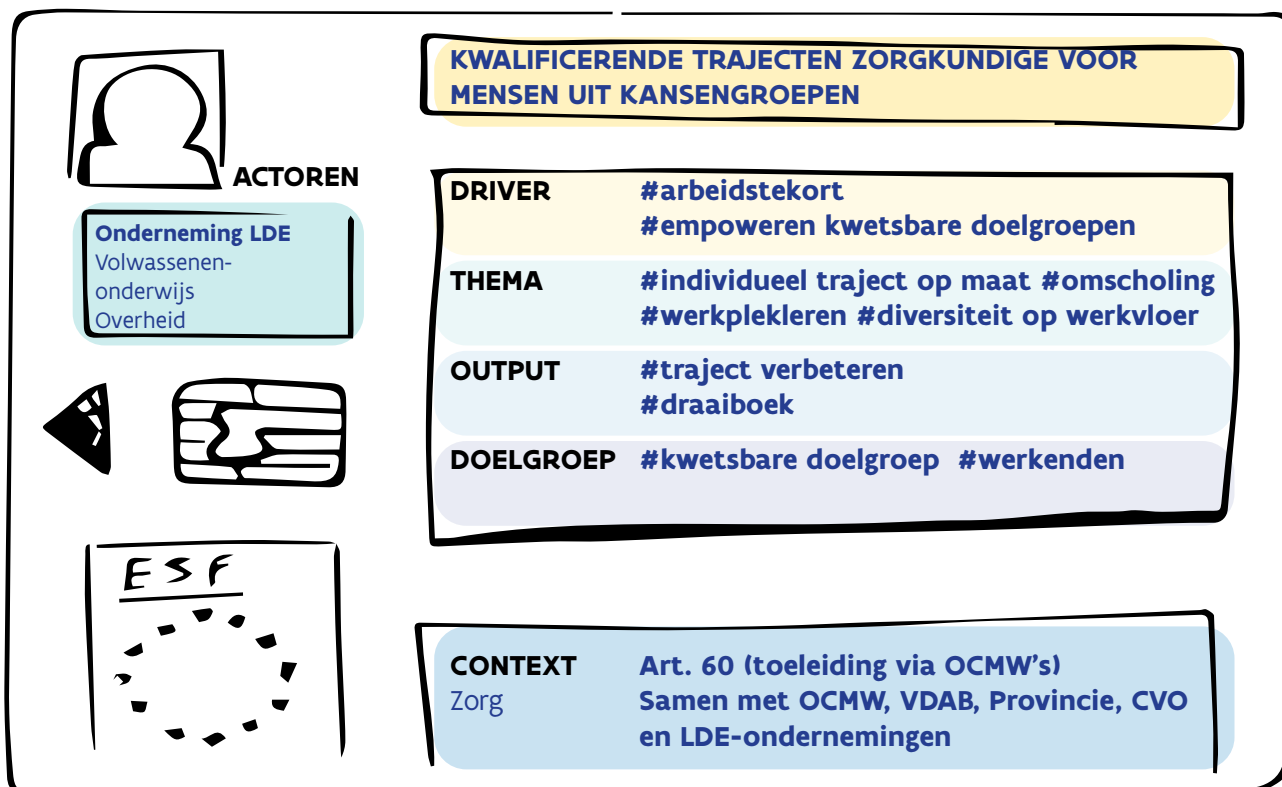 KWALIFICERENDE TRAJECTEN ZORGKUNDIGE VOOR
MENSEN UIT KANSENGROEPEN
ACTOREN
Onderneming LDE
Volwassenen-
onderwijs
Overheid
DRIVER #arbeidstekort
#empoweren kwetsbare doelgroepen
THEMA #individueel traject op maat #omscholing
#werkplekleren #diversiteit op werkvloer
OUTPUT #traject verbeteren
#draaiboek
DOELGROEP #kwetsbare doelgroep #werkenden
ESF
CONTEXT Art. 60 (toeleiding via OCMW's)
Zorg Samen met OCMW, VDAB, Provincie, CVO
en LDE-ondernemingen